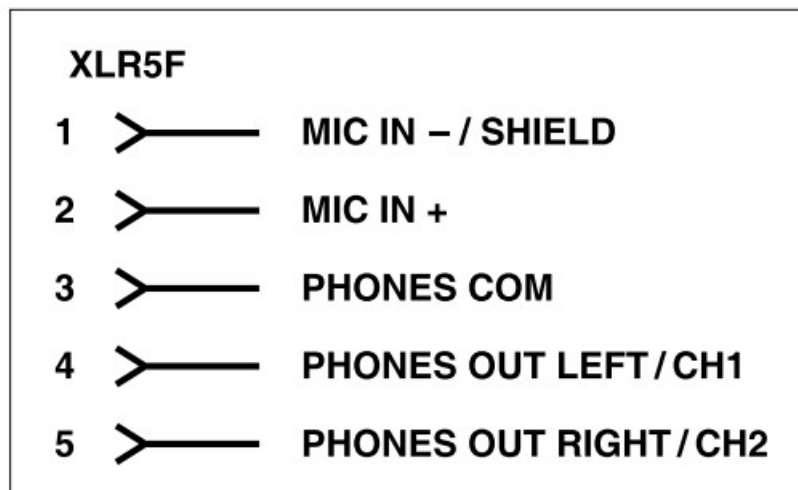 XLR5F
1 MIC IN – / SHIELD
2 MIC IN +
3 PHONES COM
4 PHONES OUT LEFT / CH1
5 PHONES OUT RIGHT / CH2